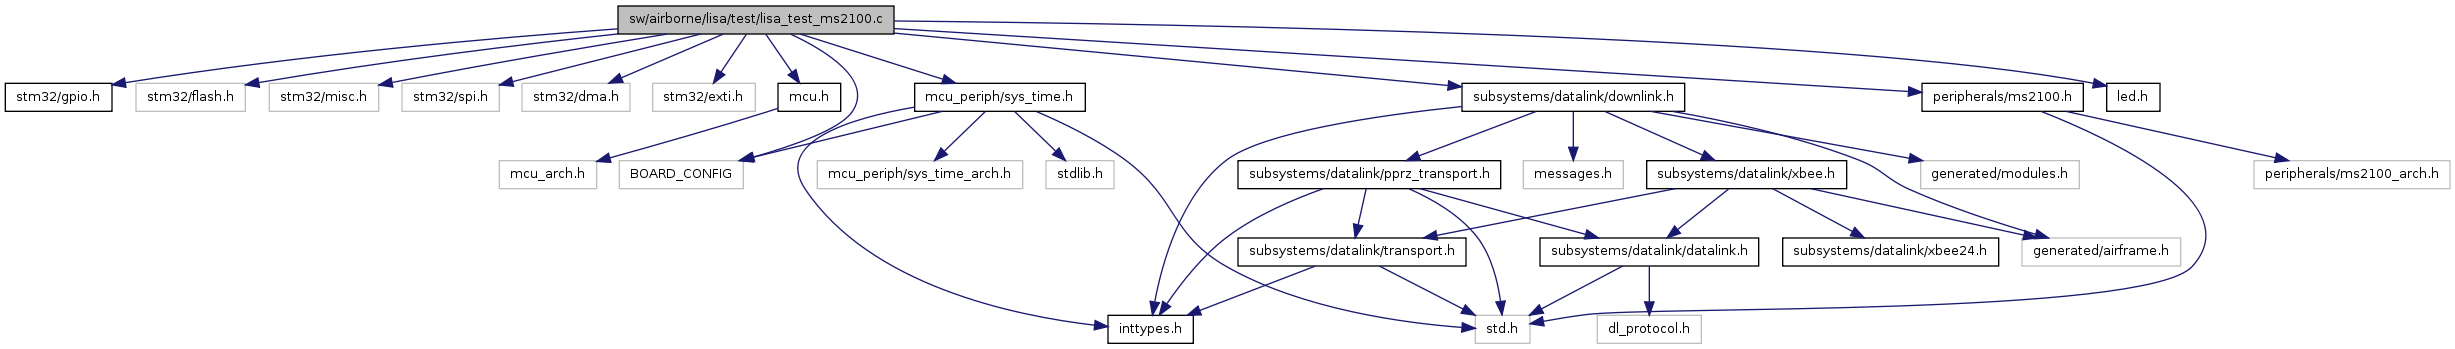 sw/airborne/lisa/test/lisa_test_ms2100.c
stm32/gpio.h
stm32/flash.h
stm32/misc.h
stm32/spi.h
stm32/dma.h
stm32/exti.h
mcu.h
mcu_periph/sys_time.h
subsystems/datalink/downlink.h
peripherals/ms2100.h
led.h
mcu_arch.h
BOARD_CONFIG
mcu_periph/sys_time_arch.h
stdlib.h
subsystems/datalink/pprz_transport.h
messages.h
subsystems/datalink/xbee.h
generated/modules.h
peripherals/ms2100_arch.h
subsystems/datalink/transport.h
subsystems/datalink/datalink.h
subsystems/datalink/xbee24.h
generated/airframe.h
inttypes.h
std.h
dl_protocol.h